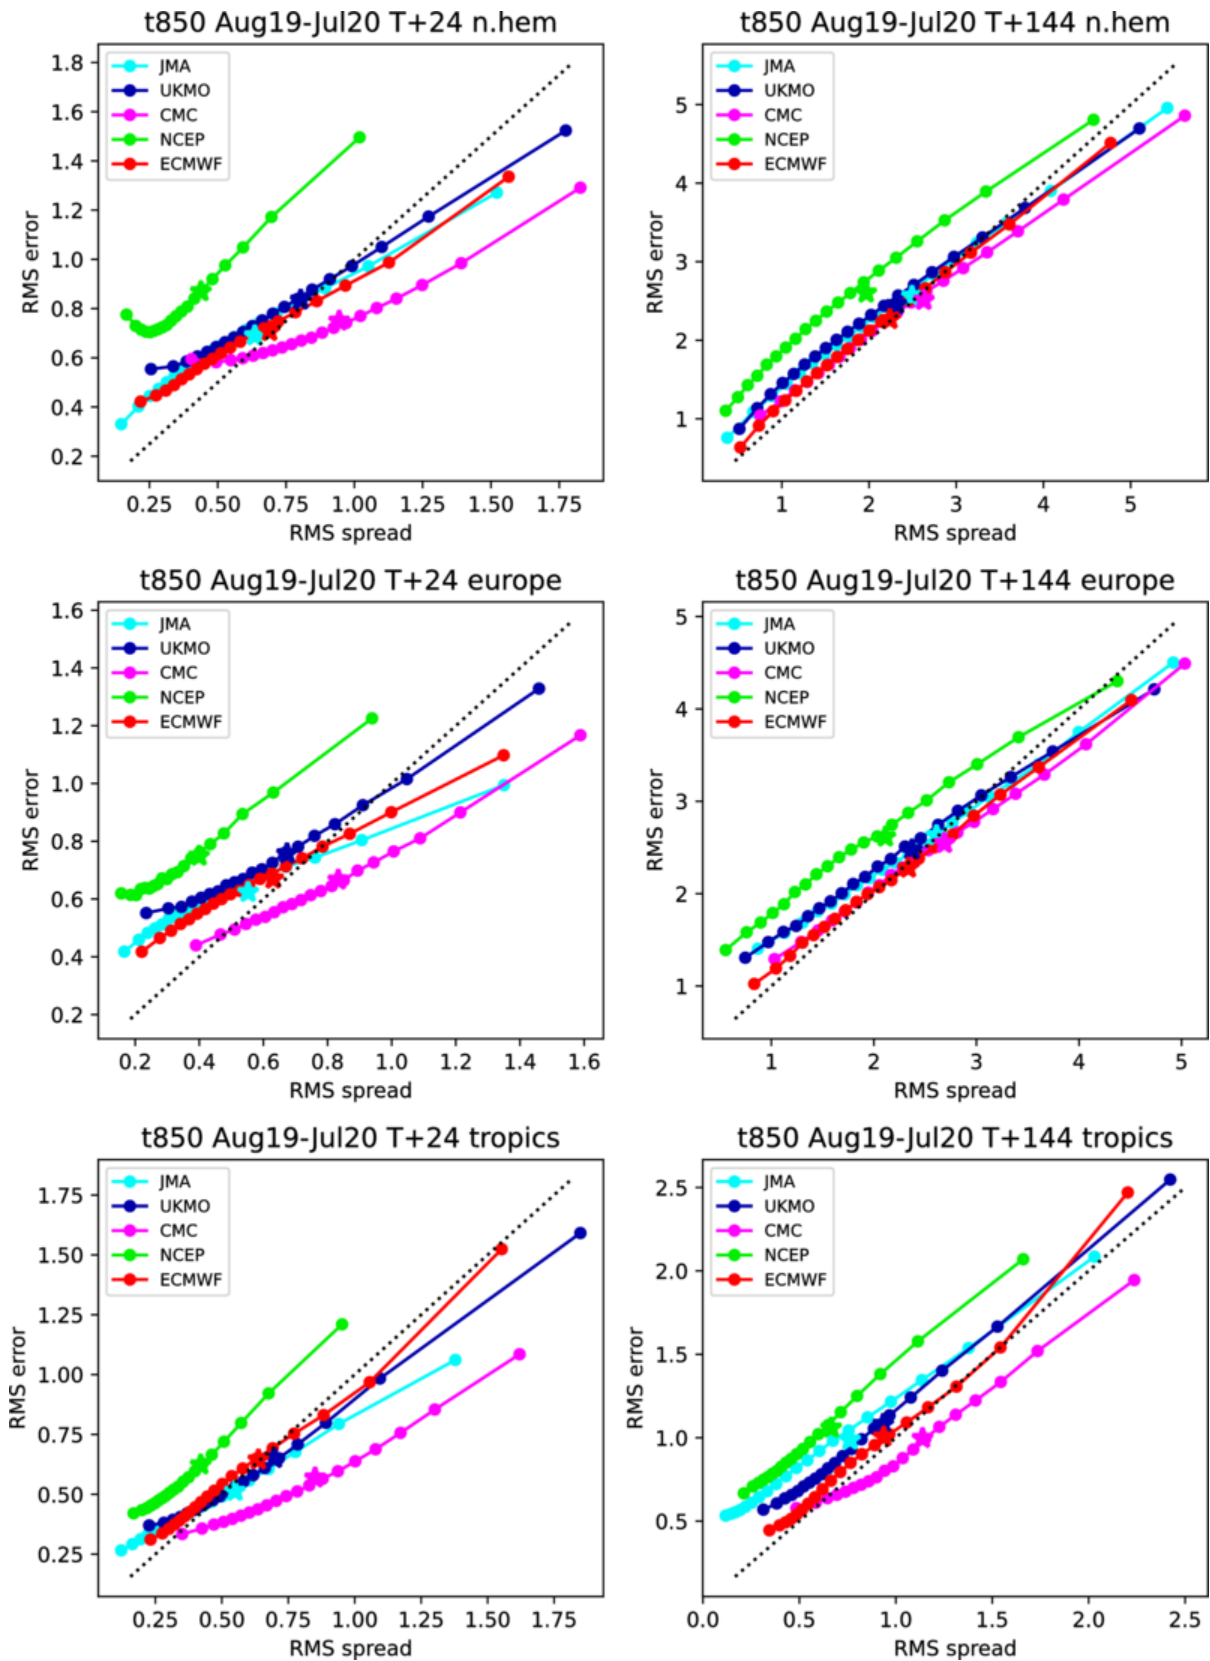 t850 Aug19-Jul20 T+24 n.hem
1.8
1.6
1.4
1.2
1.0
0.8
0.6
0.4
0.2
RMS error
JMA
UKMO
CMC
NCEP
ECMWF
0.25 0.50 0.75 1.00 1.25 1.50 1.75
RMS spread
t850 Aug19-Jul20 T+144 n.hem
5
4
3
2
1
RMS error
JMA
UKMO
CMC
NCEP
ECMWF
1 2 3 4 5
RMS spread
t850 Aug19-Jul20 T+24 europe
1.6
1.4
1.2
1.0
0.8
0.6
0.4
0.2
RMS error
JMA
UKMO
CMC
NCEP
ECMWF
0.2 0.4 0.6 0.8 1.0 1.2 1.4 1.6
RMS spread
t850 Aug19-Jul20 T+144 europe
5
4
3
2
1
RMS error
JMA
UKMO
CMC
NCEP
ECMWF
1 2 3 4 5
RMS spread
t850 Aug19-Jul20 T+24 tropics
1.75
1.50
1.25
1.00
0.75
0.50
0.25
RMS error
JMA
UKMO
CMC
NCEP
ECMWF
0.25 0.50 0.75 1.00 1.25 1.50 1.75
RMS spread
t850 Aug19-Jul20 T+144 tropics
2.5
2.0
1.5
1.0
0.5
RMS error
JMA
UKMO
CMC
NCEP
ECMWF
0.0 0.5 1.0 1.5 2.0 2.5
RMS spread